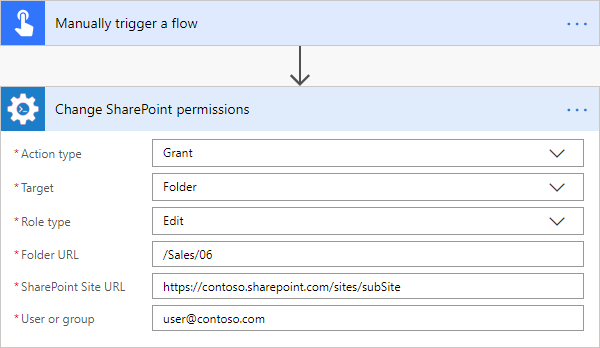 Manually trigger a flow
Change SharePoint permissions
* Action type Grant
* Target Folder
* Role type Edit
* Folder URL /Sales/06
* SharePoint Site URL https://contoso.sharepoint.com/sites/subSite
* User or group user@contoso.com